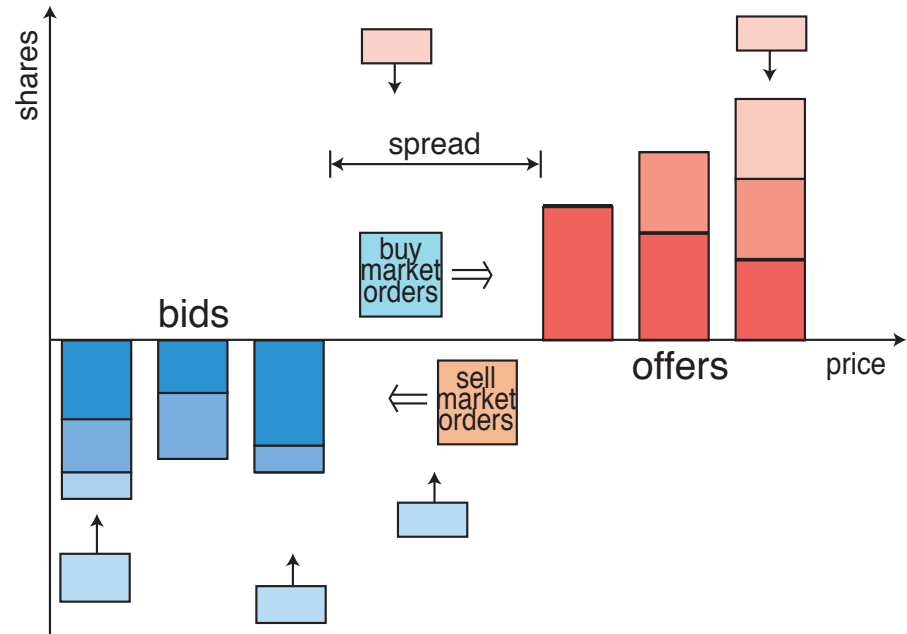 shares
spread
buy
market
orders
bids
offers
price
sell
market
orders